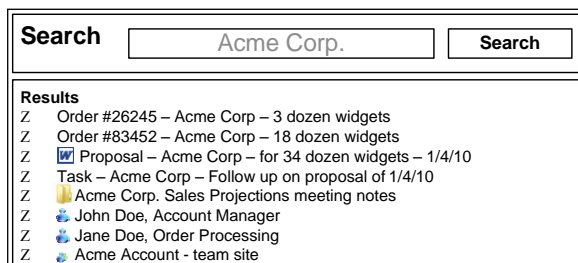 Search Acme Corp. Search
Results
Z Order #26245 – Acme Corp – 3 dozen widgets
Z Order #83452 – Acme Corp – 18 dozen widgets
Z Proposal – Acme Corp – for 34 dozen widgets – 1/4/10
Z Task – Acme Corp – Follow up on proposal of 1/4/10
Z Acme Corp. Sales Projections meeting notes
Z John Doe, Account Manager
Z Jane Doe, Order Processing
Z Acme Account - team site